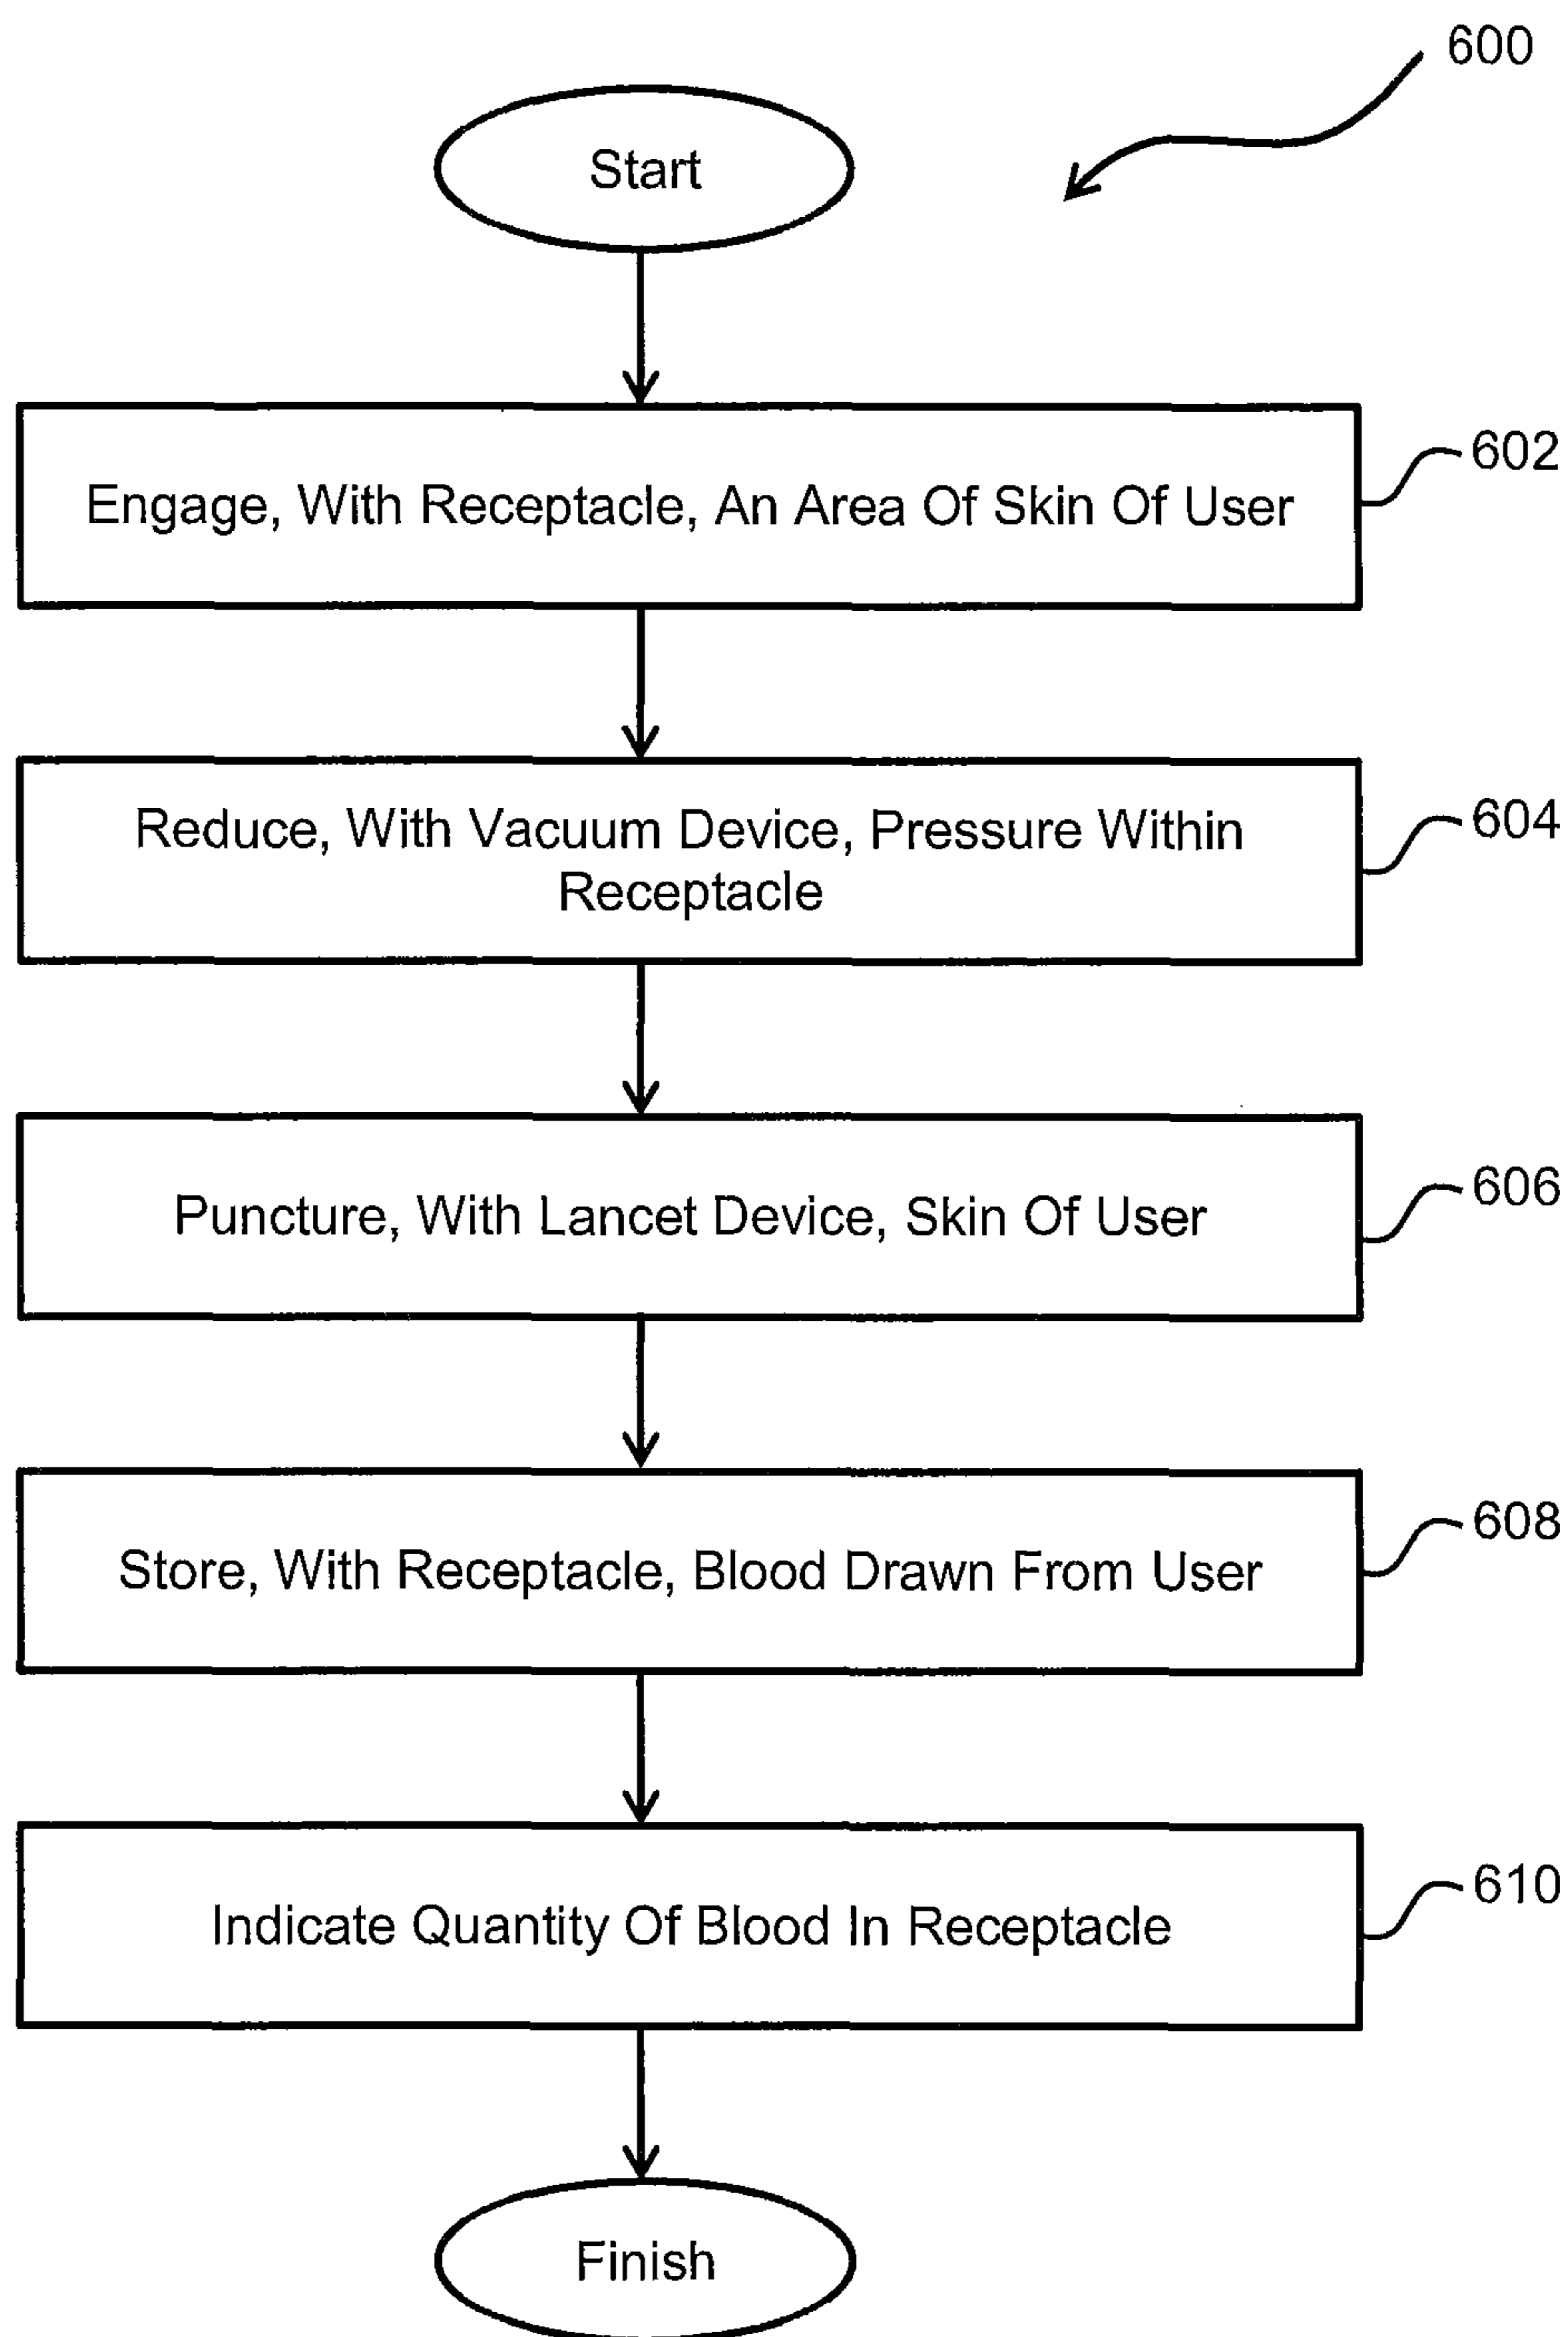 600
Start
Engage, With Receptacle, An Area Of Skin Of User
602
Reduce, With Vacuum Device, Pressure Within
Receptacle
604
Puncture, With Lancet Device, Skin Of User
606
Store, With Receptacle, Blood Drawn From User
608
Indicate Quantity Of Blood In Receptacle
610
Finish